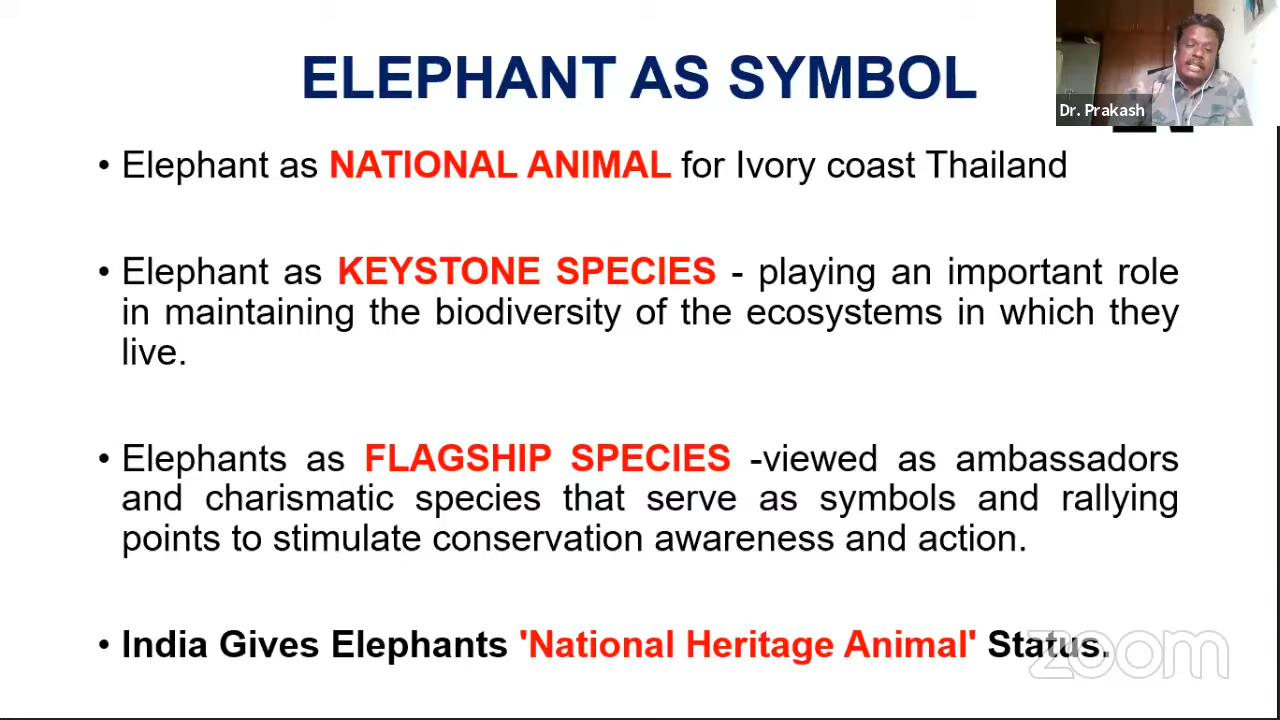 ELEPHANT AS SYMBOL
Dr. Prakash
• Elephant as NATIONAL ANIMAL for Ivory coast Thailand
• Elephant as KEYSTONE SPECIES - playing an important role
in maintaining the biodiversity of the ecosystems in which they
live.
• Elephants as FLAGSHIP SPECIES -viewed as ambassadors
and charismatic species that serve as symbols and rallying
points to stimulate conservation awareness and action.
• India Gives Elephants 'National Heritage Animal' Status.
zoom